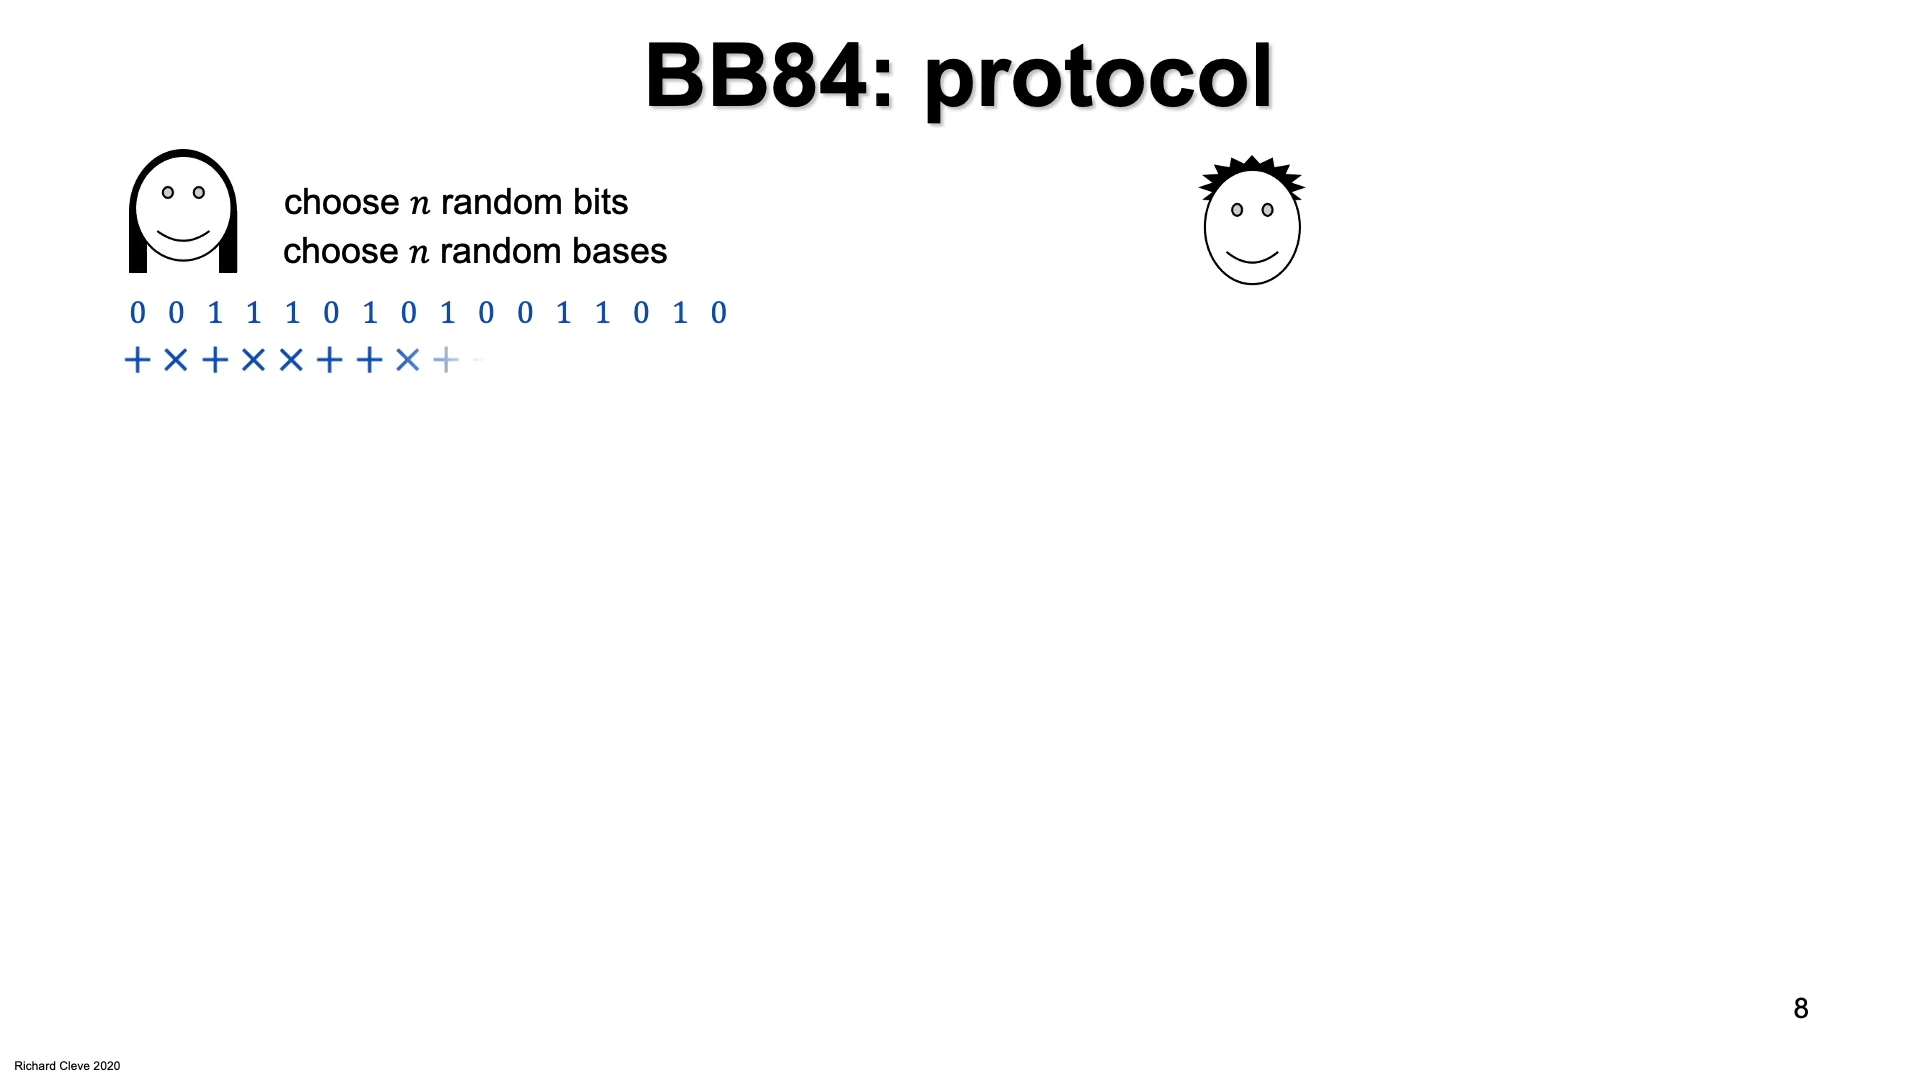 BB84: protocol
choose n random bits
choose n random bases
0 0 1 1 1 0 1 0 1 0 0 1 1 0 1 0
+ × + × × + + × +
8
Richard Cleve 2020